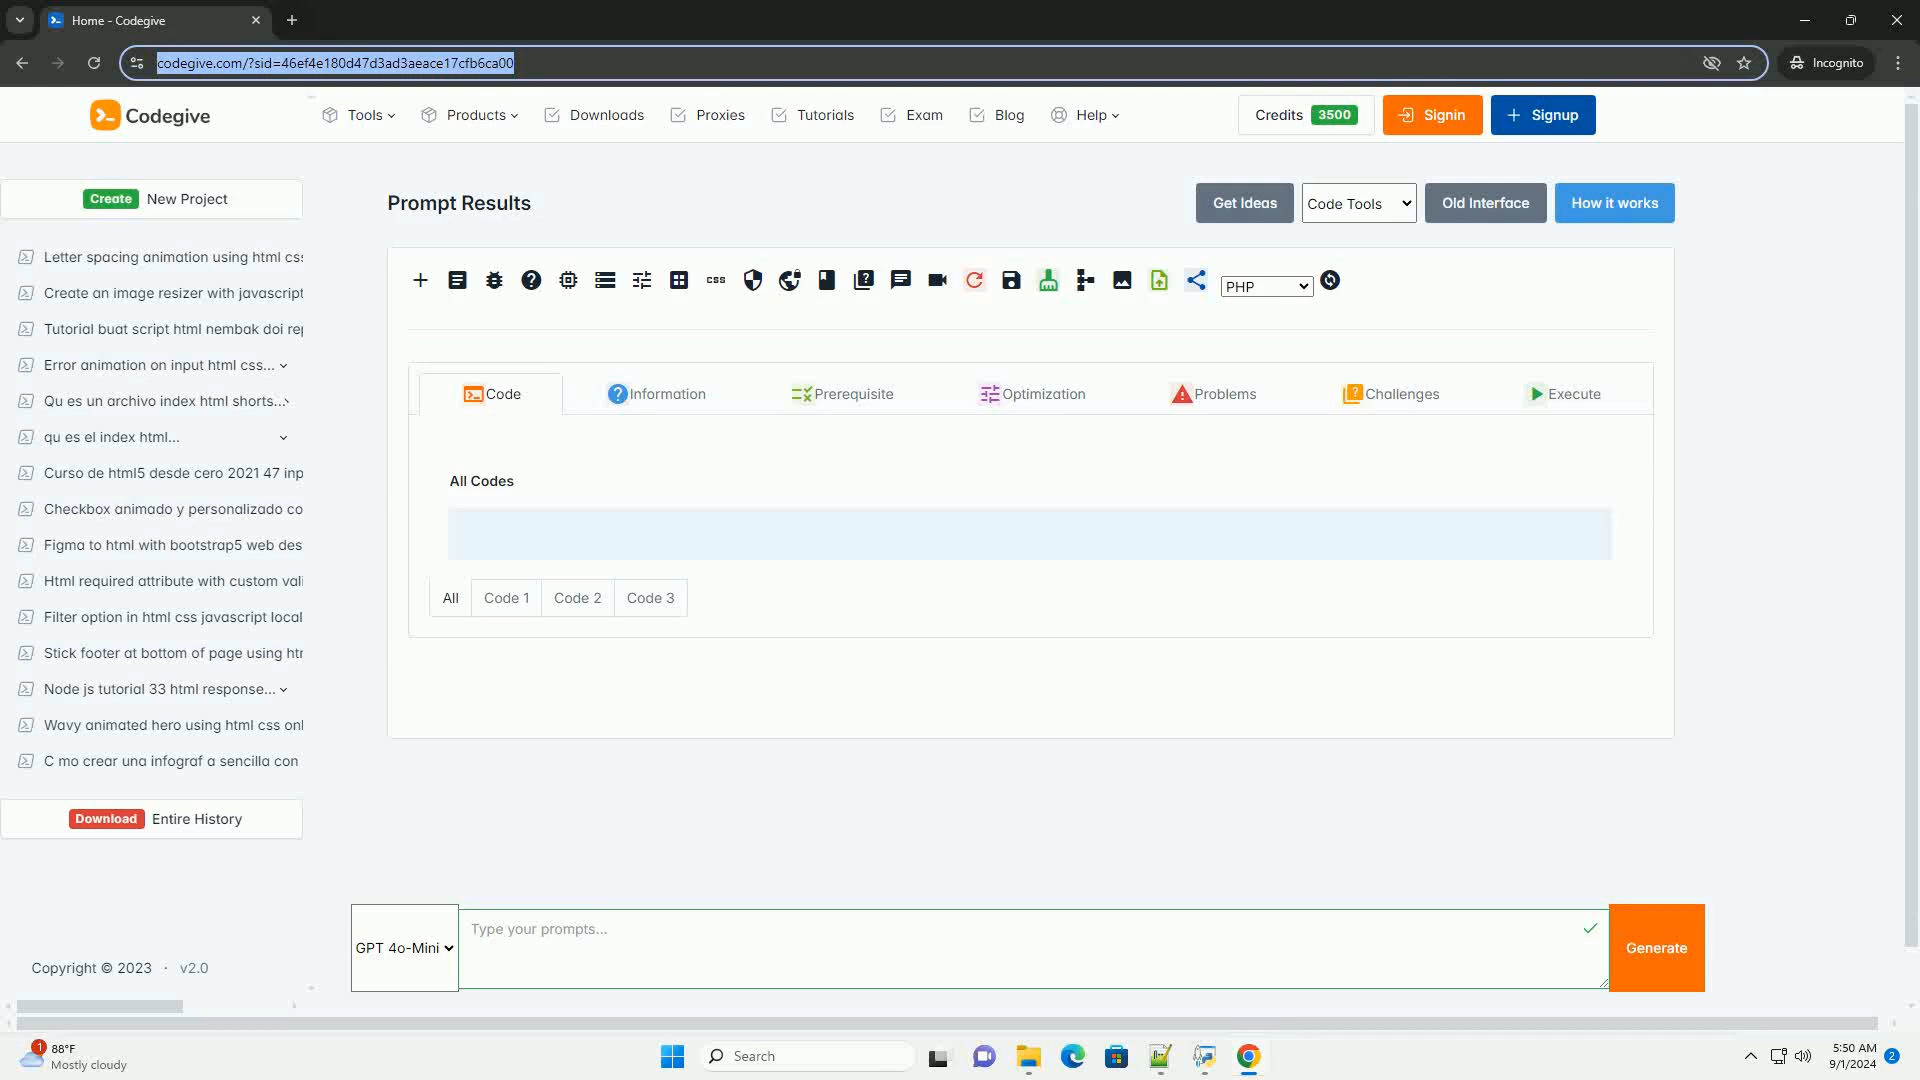 Home - Codegive
codegive.com/?sid=46ef4e180d47d3ad3aeace17cfb6ca00
Incognito
Codegive
Tools
Products
Downloads
Proxies
Tutorials
Exam
Blog
Help
Credits 3500
Signin
Signup
Create New Project
Letter spacing animation using html css
Create an image resizer with javascript
Tutorial buat script html nembak doi rep
Error animation on input html css...
Qu es un archivo index html shorts...
qu es el index html...
Curso de html5 desde cero 2021 47 inp
Checkbox animado y personalizado co
Figma to html with bootstrap5 web des
Html required attribute with custom vali
Filter option in html css javascript local
Stick footer at bottom of page using htm
Node js tutorial 33 html response...
Wavy animated hero using html css onl
C mo crear una infograf a sencilla con
Download Entire History
Copyright © 2023 · v2.0
Prompt Results
Get Ideas
Code Tools
Old Interface
How it works
css
PHP
Code
Information
Prerequisite
Optimization
Problems
Challenges
Execute
All Codes
All
Code 1
Code 2
Code 3
GPT 4o-Mini
Type your prompts...
Generate
1
88°F
Mostly cloudy
Search
5:50 AM
9/1/2024
2